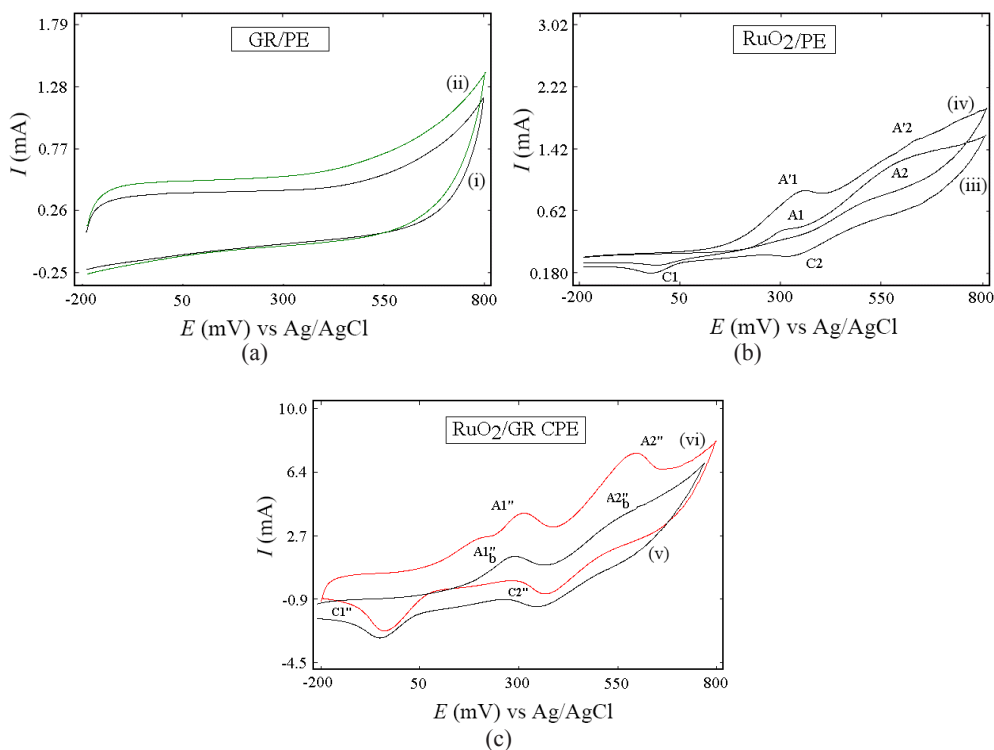 1.79
1.28
0.77
0.26
-0.25
I (mA)
GR/PE
(ii)
(i)
-200 50 300 550 800
E (mV) vs Ag/AgCl
(a)
3.02
2.22
1.42
0.62
0.180
I (mA)
RuO2/PE
(iv)
A'2
A'1
A2
A1
(iii)
C1
C2
-200 50 300 550 800
E (mV) vs Ag/AgCl
(b)
10.0
6.4
2.7
-0.9
-4.5
I (mA)
RuO2/GR CPE
A2"
(vi)
A1"
A2"b
A1"b
(v)
C1"
C2"
-200 50 300 550 800
E (mV) vs Ag/AgCl
(c)